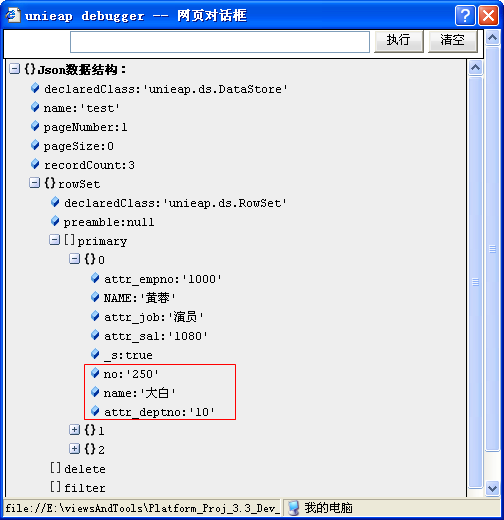 unieap debugger -- 网页对话框
执行 清空
{}Json数据结构：
declaredClass:'unieap.ds.DataStore'
name:'test'
pageNumber:1
pageSize:0
recordCount:3
{}rowSet
declaredClass:'unieap.ds.RowSet'
preamble:null
[]primary
{}0
attr_empno:'1000'
NAME:'黄蓉'
attr_job:'演员'
attr_sal:'1080'
_s:true
no:'250'
name:'大白'
attr_deptno:'10'
{}1
{}2
[]delete
[]filter
file://E:\viewsAndTools\Platform_Proj_3.3_Dev_ 我的电脑